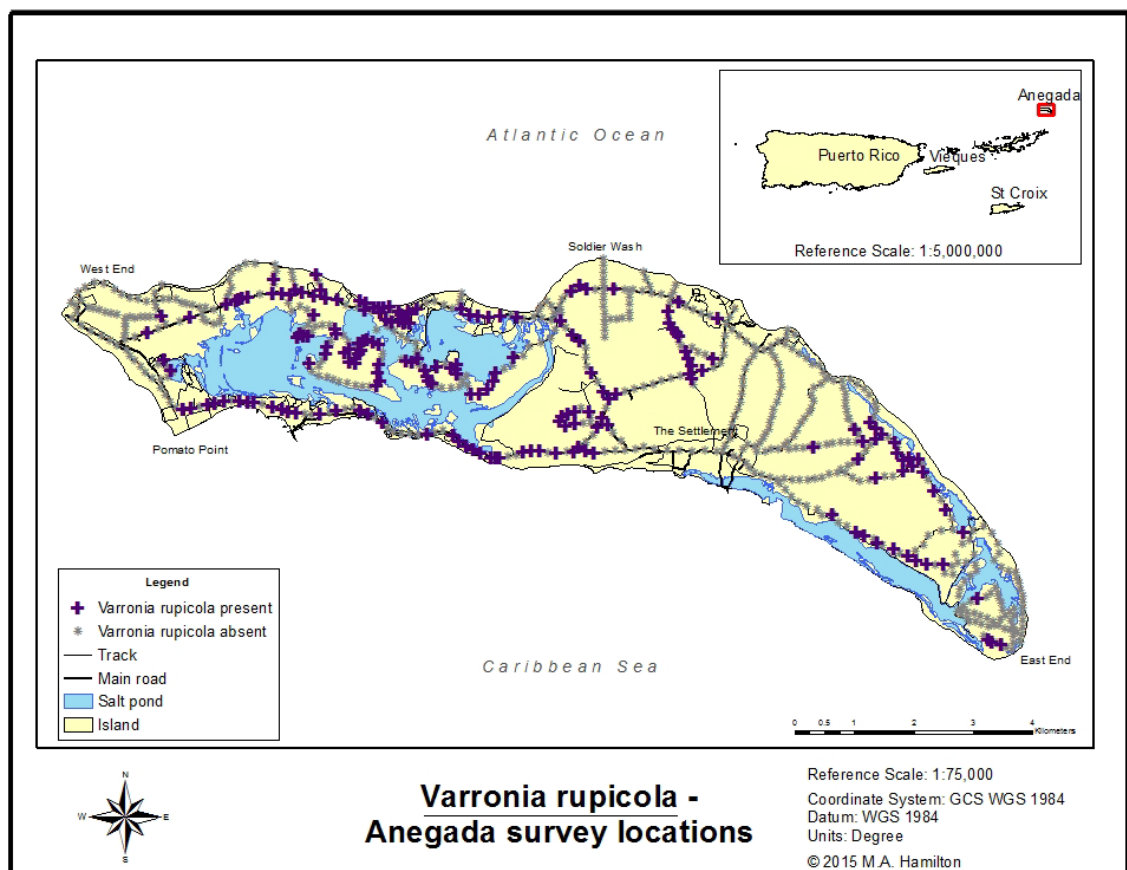 Atlantic Ocean
Anegada
Puerto Rico
Vieques
St Croix
Reference Scale: 1:5,000,000
Soldier Wash
West End
The Settlement
Pomato Point
East End
Caribbean Sea
Legend
Varronia rupicola present
Varronia rupicola absent
Track
Main road
Salt pond
Island
0 0.5 1 2 3 4
Kilometers
N
W E
S
Varronia rupicola -
Anegada survey locations
Reference Scale: 1:75,000
Coordinate System: GCS WGS 1984
Datum: WGS 1984
Units: Degree
© 2015 M.A. Hamilton